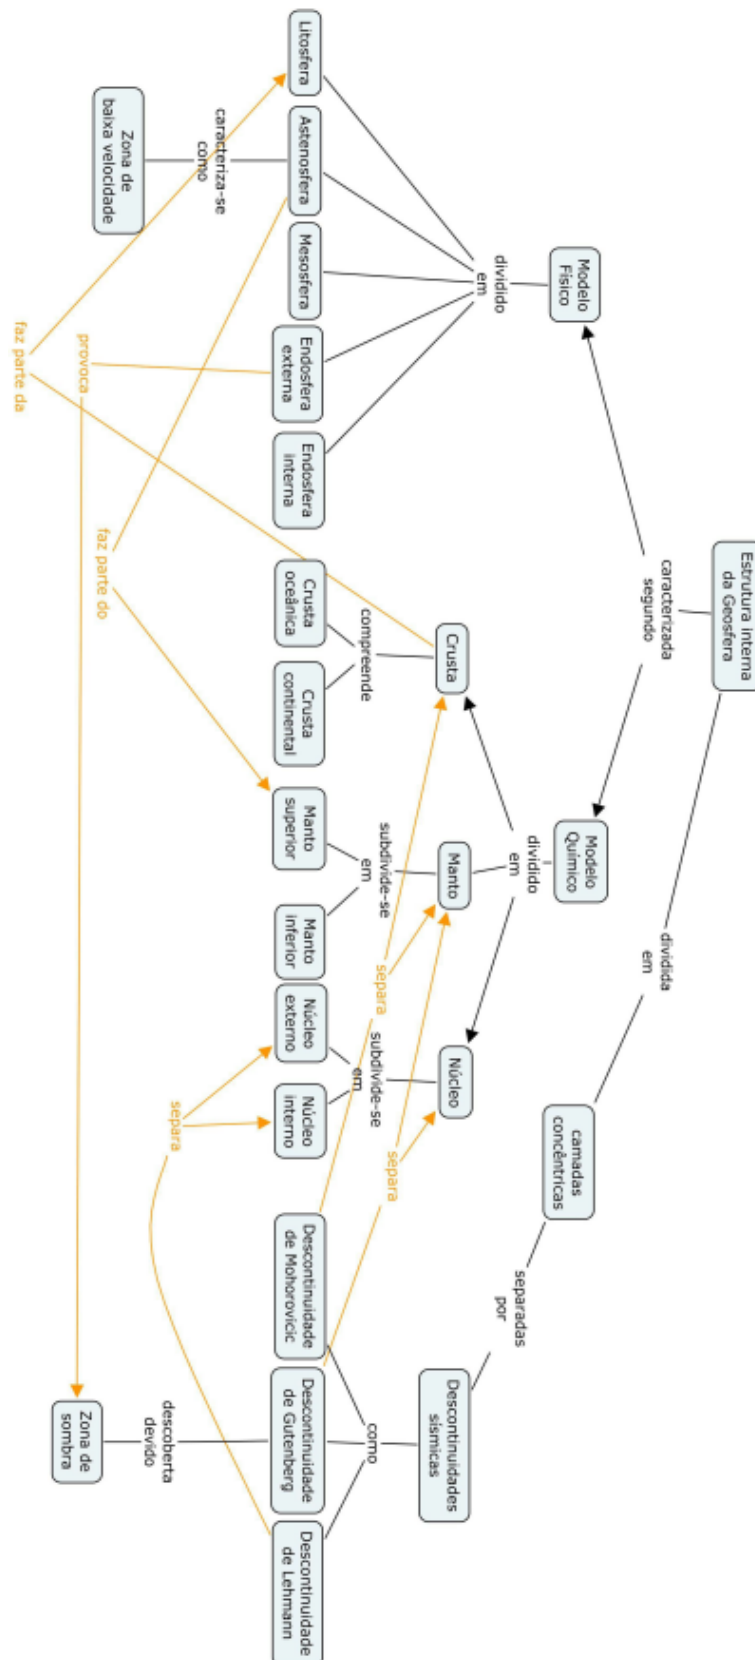 Estrutura interna
da Geosfera
caracterizada
segundo
dividida
em
Modelo
Físico
Modelo
Químico
camadas
concêntricas
dividido
em
dividido
em
separadas
por
Crusta
Manto
Núcleo
Descontinuidades
sísmicas
compreende
subdivide-se
em
subdivide-se
em
como
separa
separa
Litosfera
Astenosfera
Mesosfera
Endosfera
externa
Endosfera
interna
Crusta
oceânica
Crusta
continental
Manto
superior
Manto
inferior
Núcleo
externo
Núcleo
interno
Descontinuidade
de Mohorovicic
Descontinuidade
de Gutenberg
Descontinuidade
de Lehmann
caracteriza-se
como
separa
descoberta
devido
Zona de
baixa velocidade
faz parte do
provoca
Zona de
sombra
faz parte da